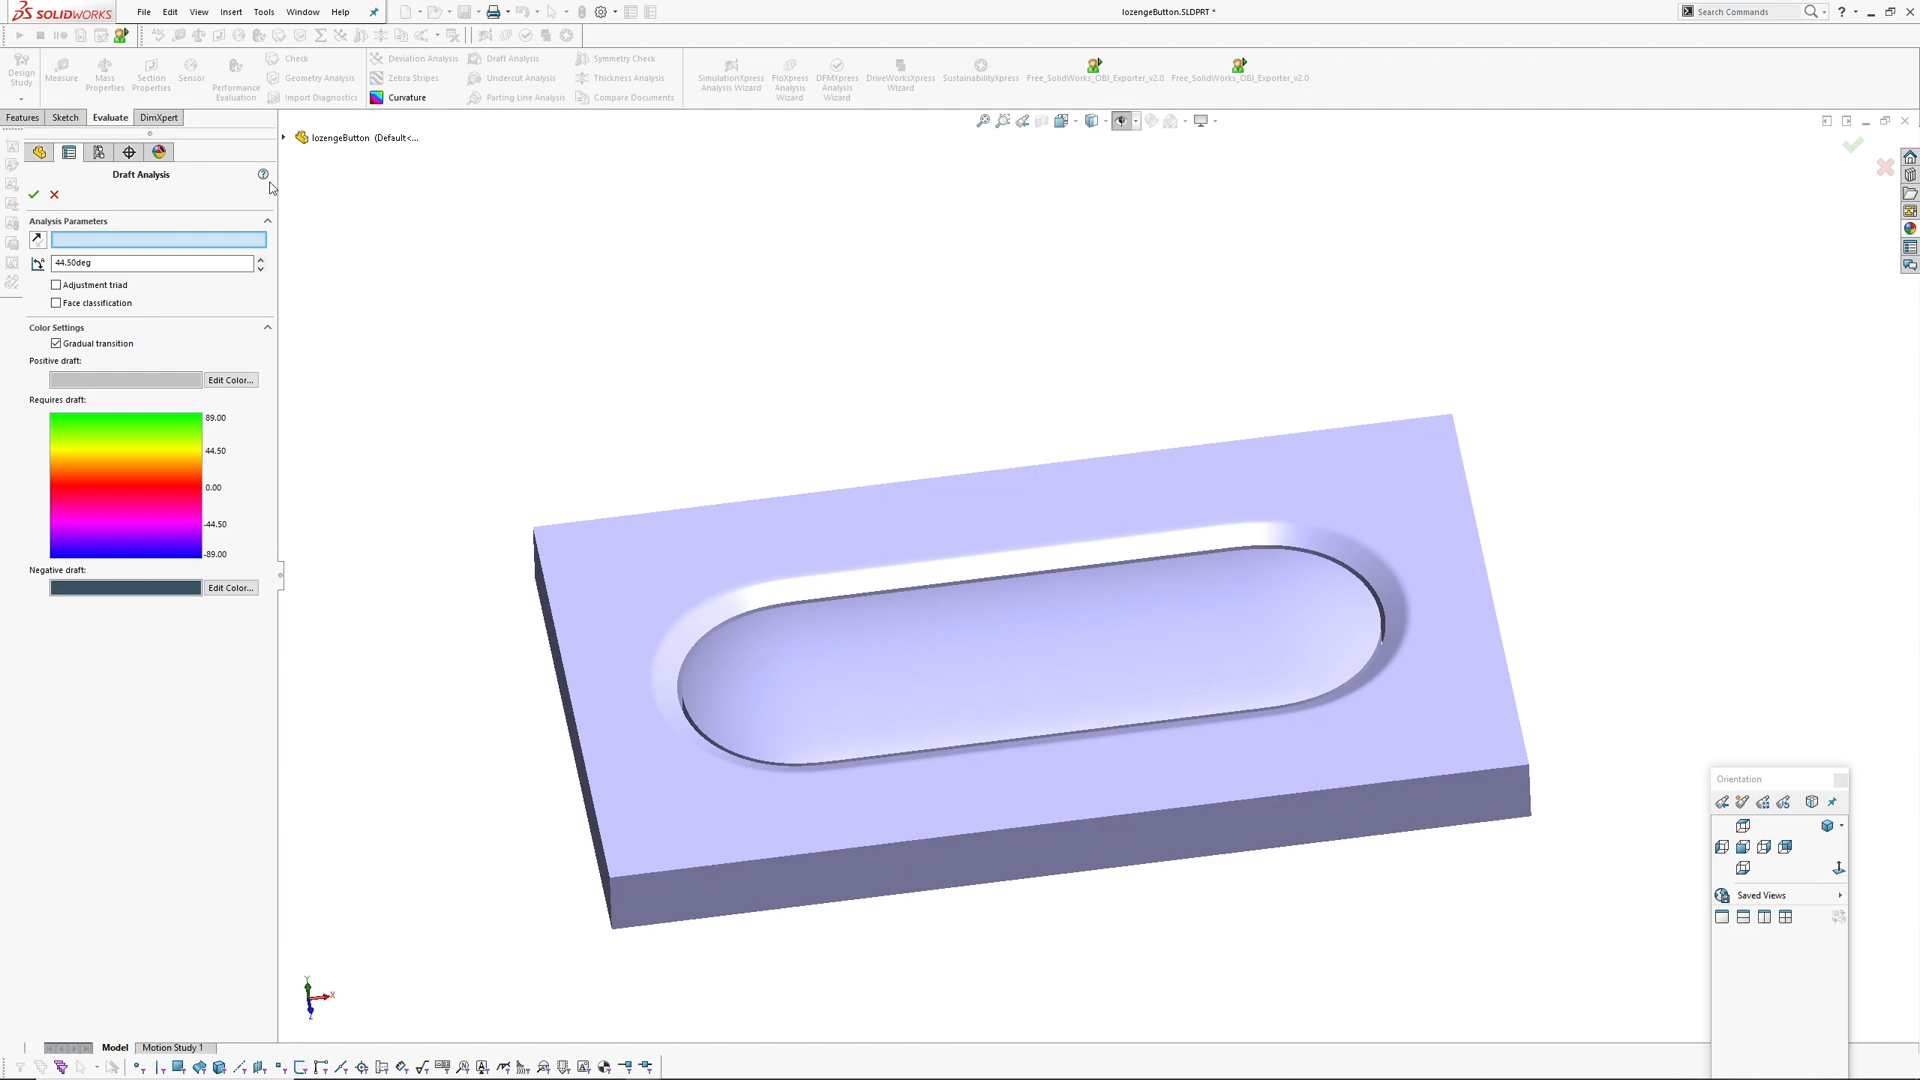 SOLIDWORKS File Edit View Insert Tools Window Help lozengeButton.SLDPRT * Search Commands
Design Study
Measure
Mass Properties
Section Properties
Sensor
Performance Evaluation
Check
Geometry Analysis
Import Diagnostics
Deviation Analysis
Zebra Stripes
Curvature
Draft Analysis
Undercut Analysis
Parting Line Analysis
Symmetry Check
Thickness Analysis
Compare Documents
SimulationXpress Analysis Wizard
FloXpress Analysis Wizard
DFMXpress Analysis Wizard
DriveWorksXpress Wizard
SustainabilityXpress
Free_SolidWorks_OBJ_Exporter_v2.0
Free_SolidWorks_OBJ_Exporter_v2.0
Features Sketch Evaluate DimXpert
lozengeButton (Default<...
Draft Analysis
Analysis Parameters
44.50deg
Adjustment triad
Face classification
Color Settings
Gradual transition
Positive draft:
Edit Color...
Requires draft:
89.00
44.50
0.00
-44.50
-89.00
Negative draft:
Edit Color...
Orientation
Saved Views
Y
X
Z
Model Motion Study 1